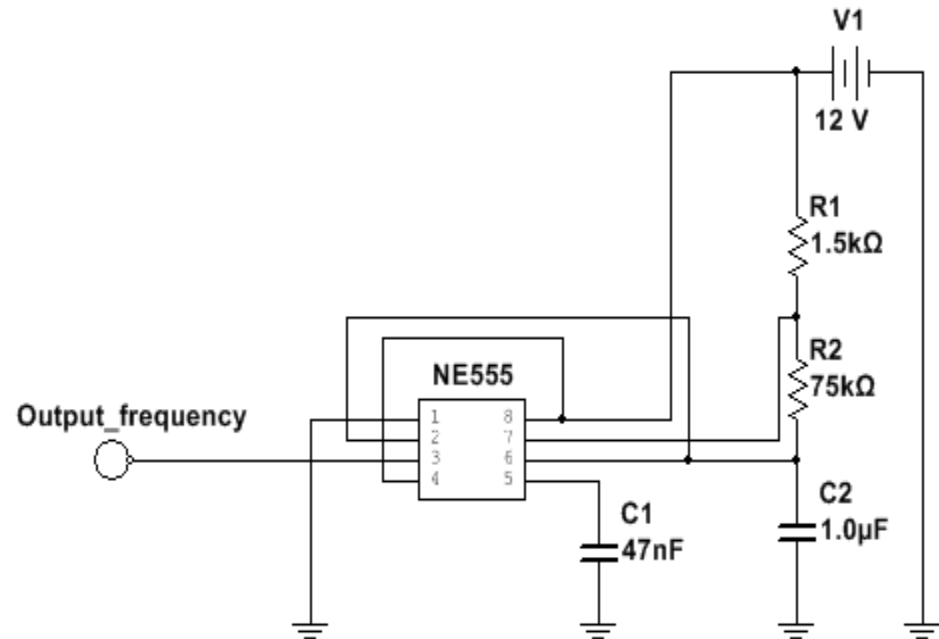 V1
12 V
R1
1.5kΩ
R2
75kΩ
NE555
Output_frequency
1 8
2 7
3 6
4 5
C1
47nF
C2
1.0µF